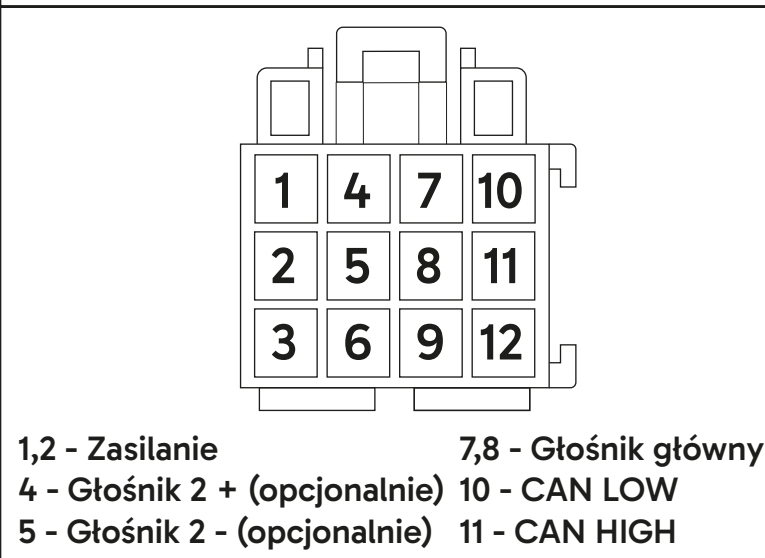 1 4 7 10
2 5 8 11
3 6 9 12
1,2 - Zasilanie
4 - Głośnik 2 + (opcjonalnie)
5 - Głośnik 2 - (opcjonalnie)
7,8 - Głośnik główny
10 - CAN LOW
11 - CAN HIGH